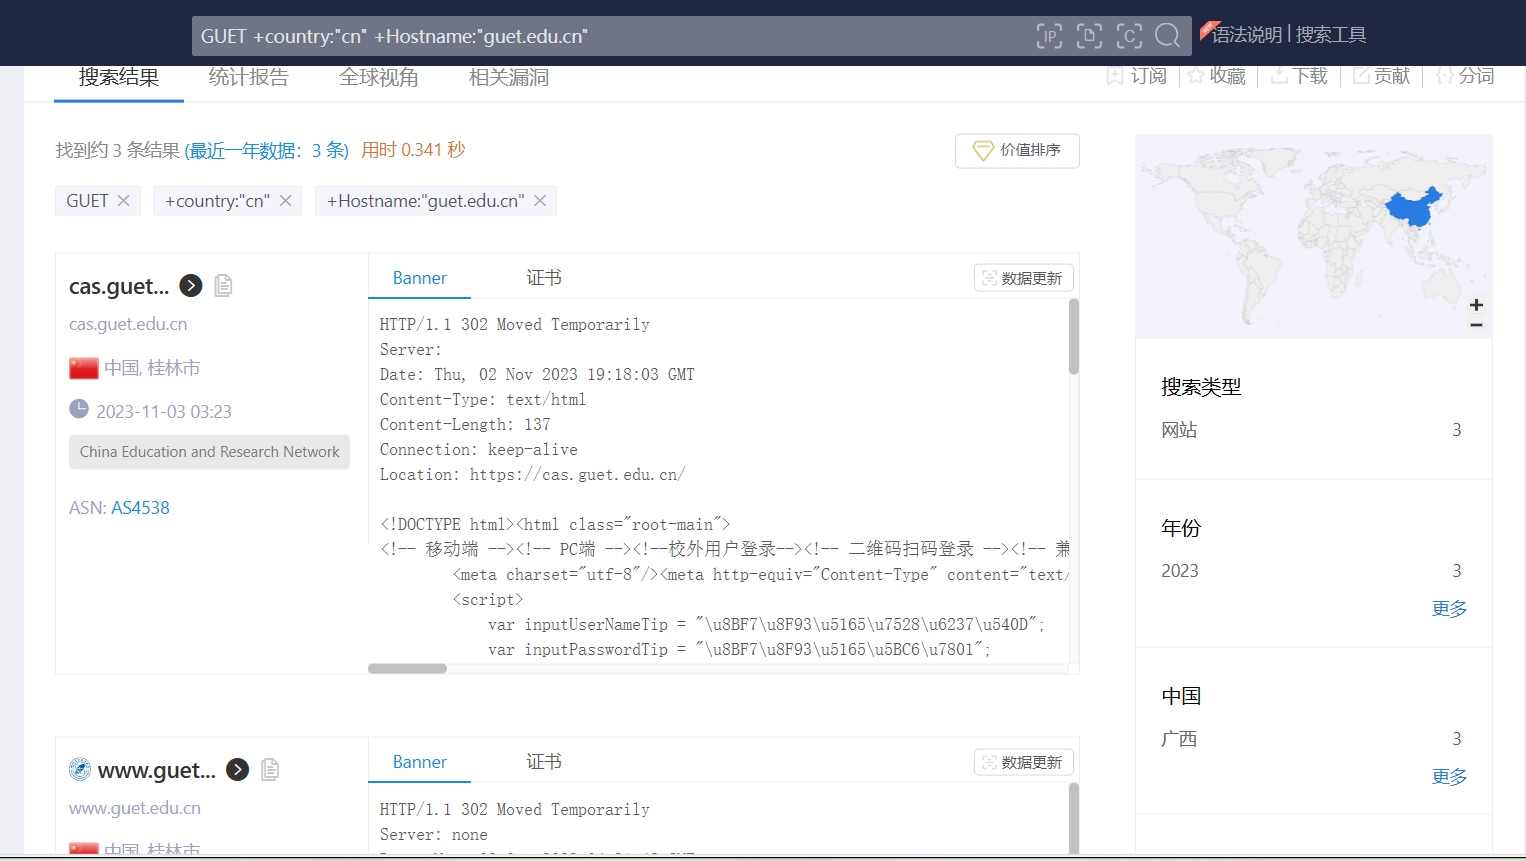 GUET +country:"cn" +Hostname:"guet.edu.cn"
IP
D
C
NEW
语法说明 | 搜索工具
搜索结果
统计报告
全球视角
相关漏洞
订阅
收藏
下载
贡献
分词
找到约 3 条结果 (最近一年数据：3 条) 用时 0.341 秒
价值排序
GUET
+country:"cn"
+Hostname:"guet.edu.cn"
cas.guet...
cas.guet.edu.cn
中国, 桂林市
2023-11-03 03:23
China Education and Research Network
ASN: AS4538
Banner
证书
数据更新
HTTP/1.1 302 Moved Temporarily
Server:
Date: Thu, 02 Nov 2023 19:18:03 GMT
Content-Type: text/html
Content-Length: 137
Connection: keep-alive
Location: https://cas.guet.edu.cn/
<!DOCTYPE html><html class="root-main">
<!-- 移动端 --><!-- PC端 --><!--校外用户登录--><!-- 二维码扫码登录 --><!-- 兼
<meta charset="utf-8"/><meta http-equiv="Content-Type" content="text/
<script>
var inputUserNameTip = "\u8BF7\u8F93\u5165\u7528\u6237\u540D";
var inputPasswordTip = "\u8BF7\u8F93\u5165\u5BC6\u7801";
www.guet...
www.guet.edu.cn
中国, 桂林市
Banner
证书
数据更新
HTTP/1.1 302 Moved Temporarily
Server: none
+
−
搜索类型
网站 3
年份
2023 3
更多
中国
广西 3
更多